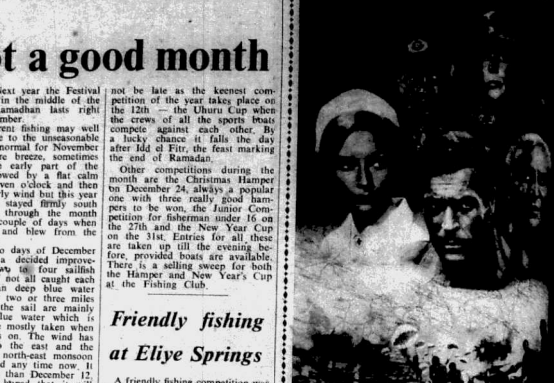 t a good month
ext year the Festival
in the middle of the
amadhan lasts right
mber.
rent fishing may well
e to the unseasonable
normal for November
re breeze, sometimes
early part of the
owed by a flat calm
ven o'clock and then
ly wind but this year
stayed firmly south
through the month
couple of days when
and blew from the
o days of December
a decided improve-
to four sailfish
not all caught each
n deep blue water
two or three miles
the sail are mainly
lue water which is
mostly taken when
s on. The wind has
o the east and the
north-east monsoon
d any time now. It
than December 12,
not be late as the keenest com-
petition of the year takes place on
the 12th — the Uhuru Cup when
the crews of all the sports boats
compete against each other. By
a lucky chance it falls the day
after Idd el Fitr, the feast marking
the end of Ramadan.
Other competitions during the
month are the Christmas Hamper
on December 24, always a popular
one with three really good ham-
pers to be won, the Junior Com-
petition for fisherman under 16 on
the 27th and the New Year Cup
on the 31st. Entries for all these
are taken up till the evening be-
fore, provided boats are available.
There is a selling sweep for both
the Hamper and New Year's Cup
at the Fishing Club.
Friendly fishing
at Eliye Springs
A friendly fishing competition was